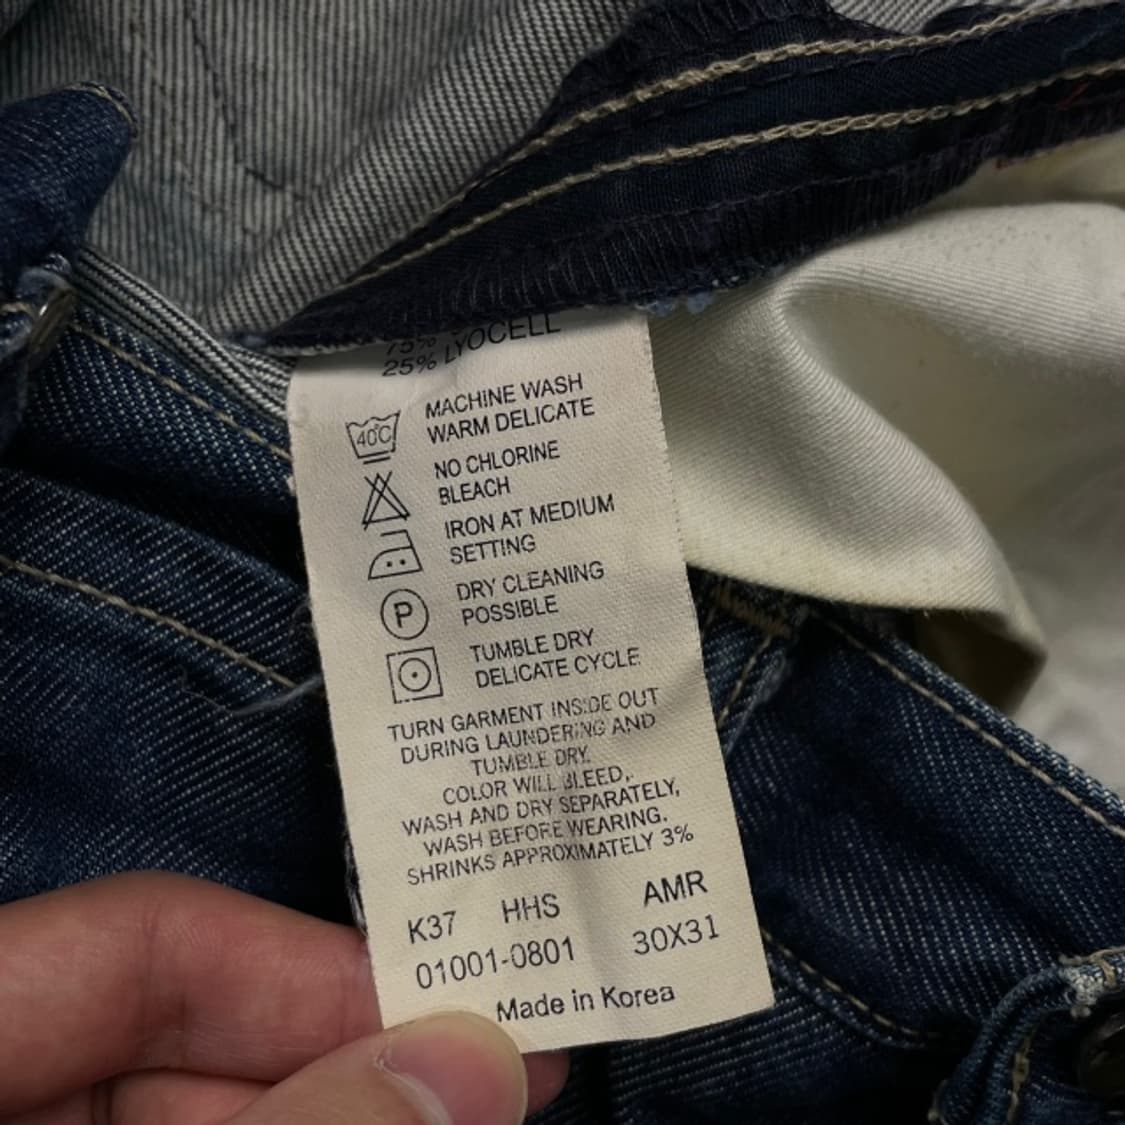 75%
25% LYOCELL
40°C
MACHINE WASH
WARM DELICATE
NO CHLORINE
BLEACH
IRON AT MEDIUM
SETTING
P
DRY CLEANING
POSSIBLE
TUMBLE DRY
DELICATE CYCLE
TURN GARMENT INSIDE OUT
DURING LAUNDERING AND
TUMBLE DRY.
COLOR WILL BLEED,
WASH AND DRY SEPARATELY,
WASH BEFORE WEARING.
SHRINKS APPROXIMATELY 3%
K37 HHS AMR
01001-0801 30X31
Made in Korea